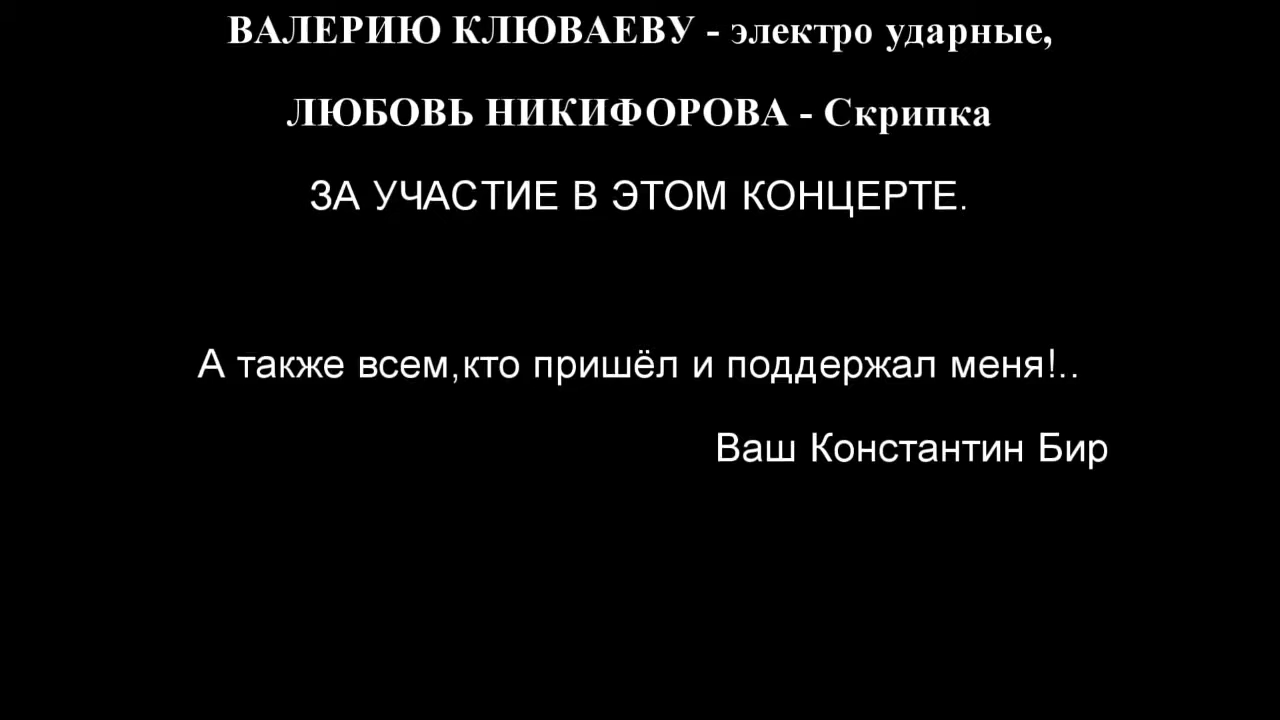 ВАЛЕРИЮ КЛЮВАЕВУ - электро ударные,
ЛЮБОВЬ НИКИФОРОВА - Скрипка
ЗА УЧАСТИЕ В ЭТОМ КОНЦЕРТЕ.
А также всем,кто пришёл и поддержал меня!..
Ваш Константин Бир